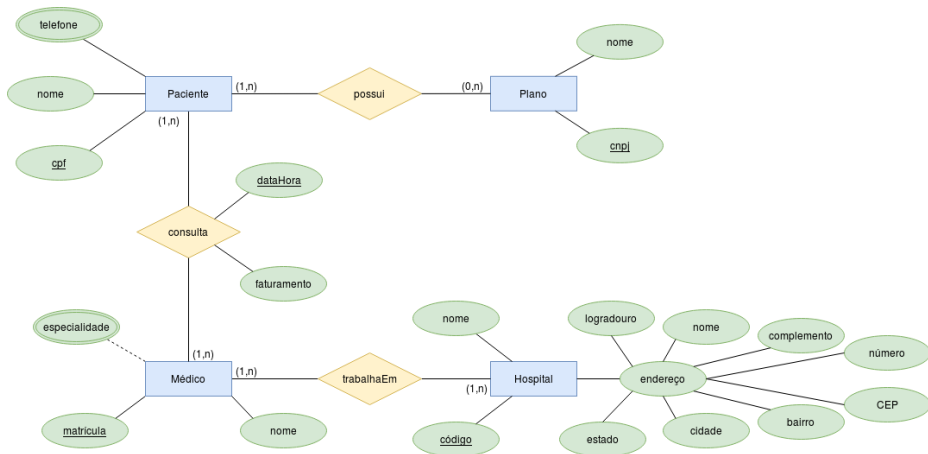 telefone
nome
nome
Paciente
(1,n)
possui
(0,n)
Plano
(1,n)
cpf
cnpj
dataHora
consulta
faturamento
especialidade
nome
logradouro
nome
complemento
número
(1,n)
Médico
(1,n)
trabalhaEm
(1,n)
Hospital
endereço
CEP
matrícula
nome
código
estado
cidade
bairro